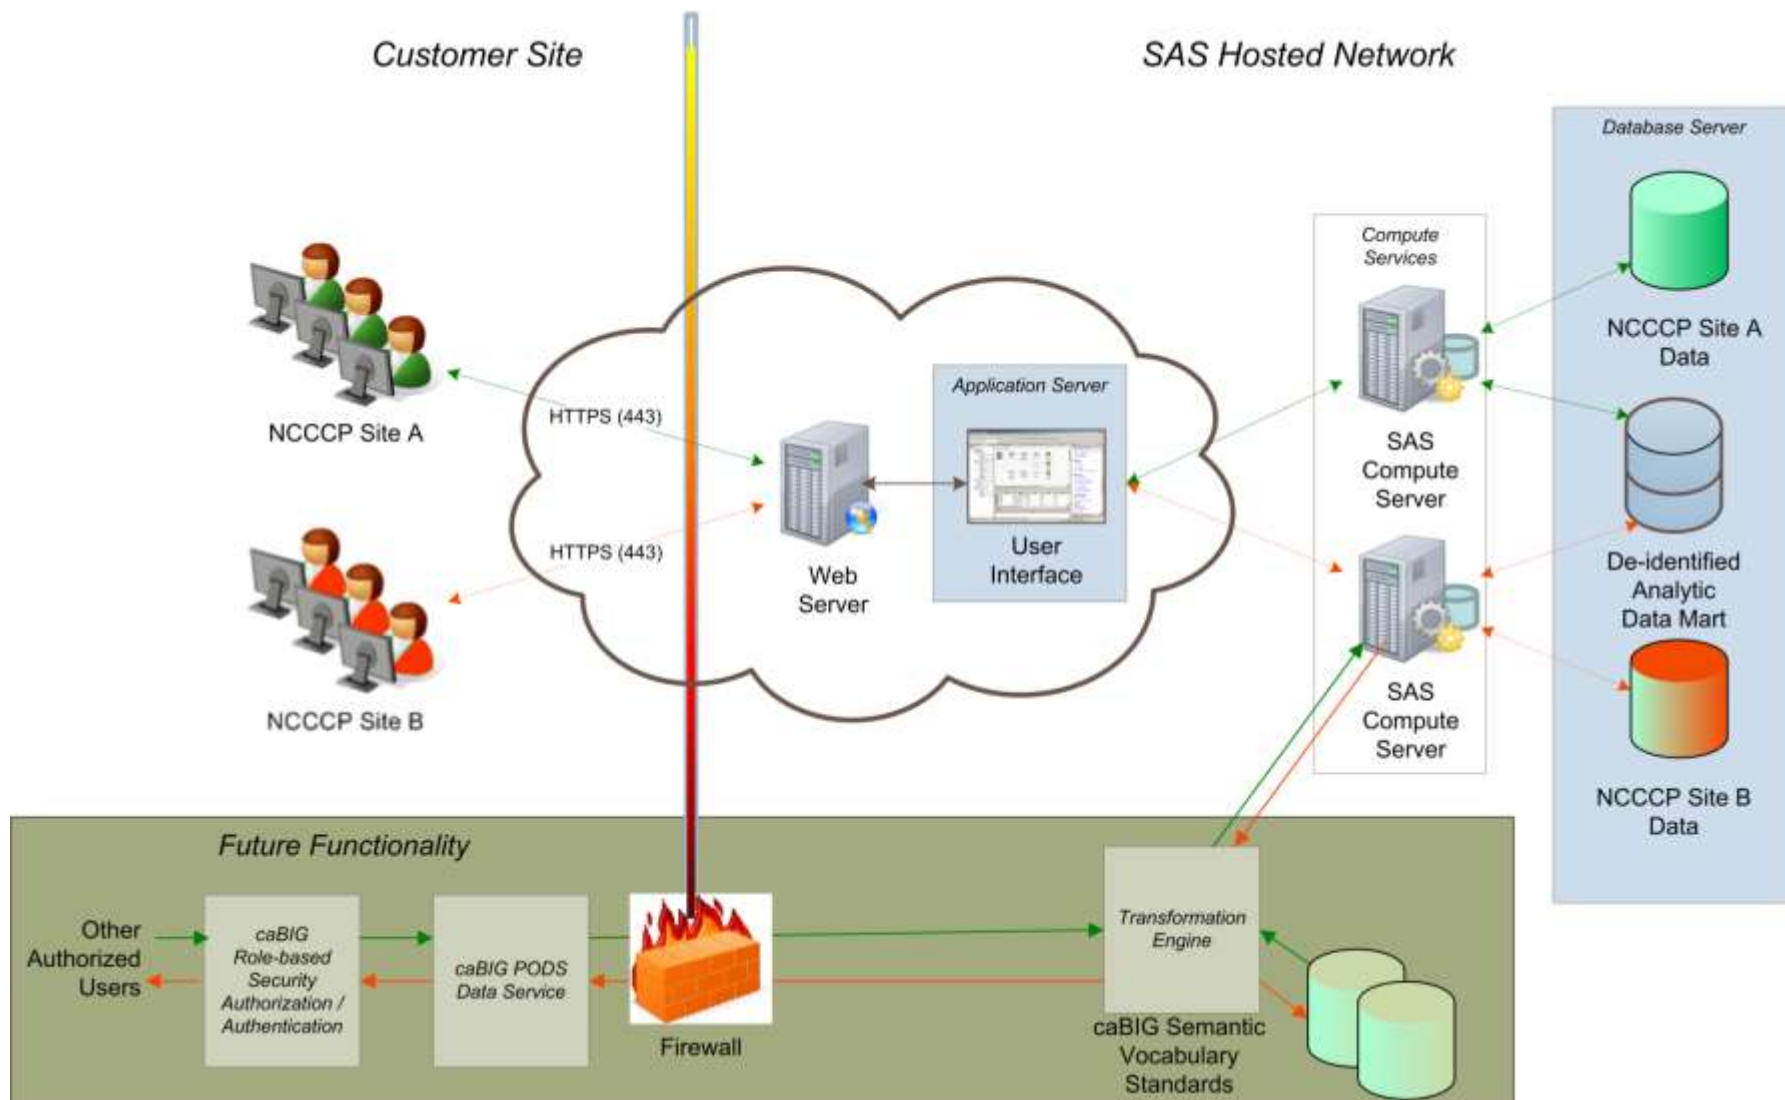 Customer Site
SAS Hosted Network
Database Server
NCCCP Site A
Data
De-identified
Analytic
Data Mart
NCCCP Site B
Data
Compute
Services
SAS
Compute
Server
SAS
Compute
Server
NCCCP Site A
HTTPS (443)
NCCCP Site B
HTTPS (443)
Web
Server
Application Server
User
Interface
Future Functionality
Other
Authorized
Users
caBIG
Role-based
Security
Authorization /
Authentication
caBIG PODS
Data Service
Firewall
Transformation
Engine
caBIG Semantic
Vocabulary
Standards